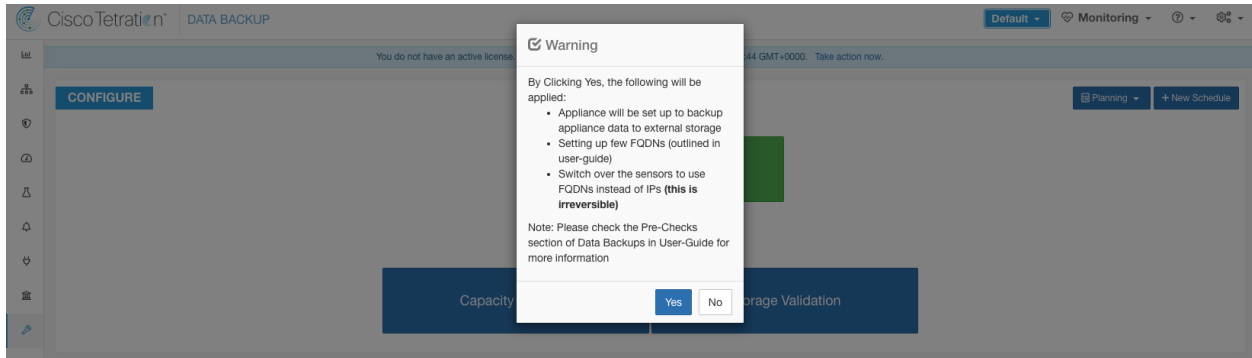 Cisco Tetration™ DATA BACKUP
Default
Monitoring
?
You do not have an active license.
:44 GMT+0000. Take action now.
CONFIGURE
Planning
+ New Schedule
Warning
By Clicking Yes, the following will be
applied:
• Appliance will be set up to backup
appliance data to external storage
• Setting up few FQDNs (outlined in
user-guide)
• Switch over the sensors to use
FQDNs instead of IPs (this is
irreversible)
Note: Please check the Pre-Checks
section of Data Backups in User-Guide for
more information
Yes No
Capacity
orage Validation